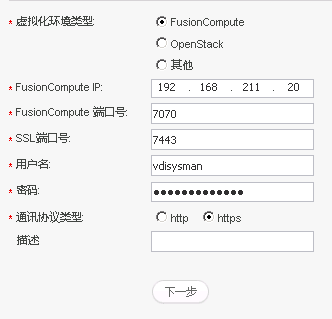 * 虚拟化环境类型: FusionCompute
OpenStack
其他
* FusionCompute IP: 192 . 168 . 211 . 20
* FusionCompute 端口号: 7070
* SSL端口号: 7443
* 用户名: vdisysman
* 密码: ●●●●●●●●●●●●●
* 通讯协议类型: http https
描述
下一步